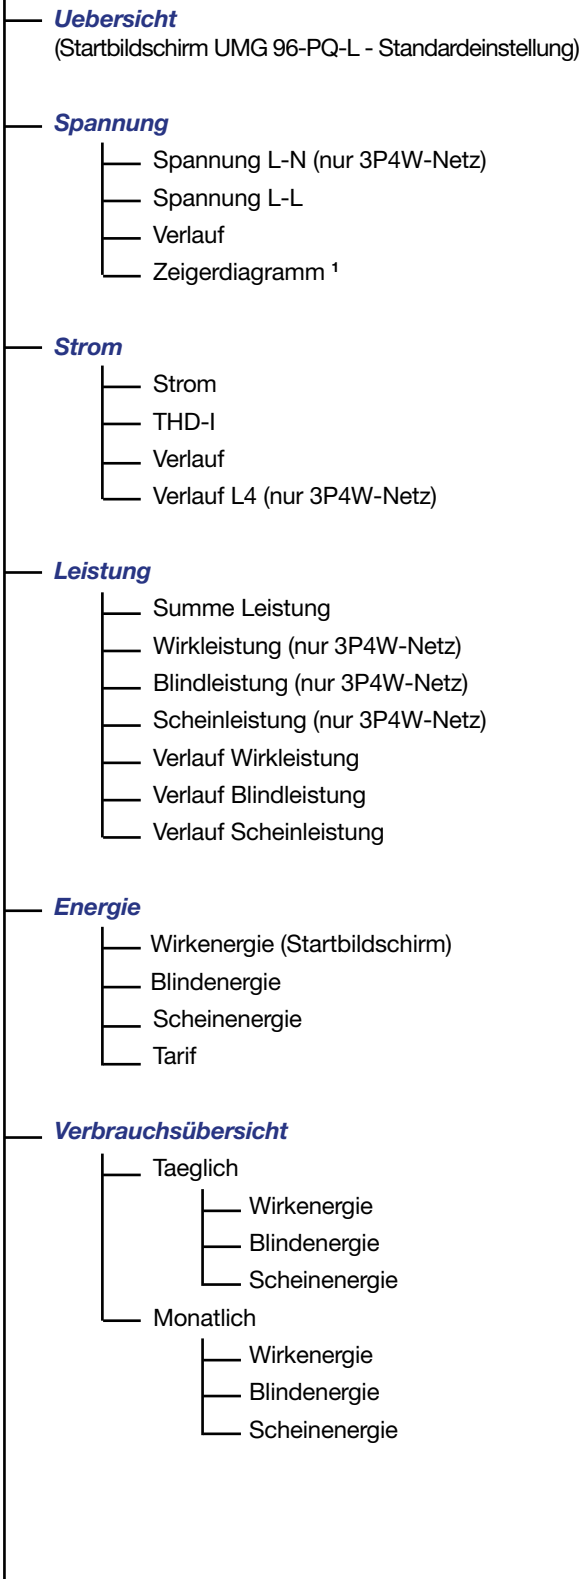 Uebersicht
(Startbildschirm UMG 96-PQ-L - Standardeinstellung)
Spannung
Spannung L-N (nur 3P4W-Netz)
Spannung L-L
Verlauf
Zeigerdiagramm ¹
Strom
Strom
THD-I
Verlauf
Verlauf L4 (nur 3P4W-Netz)
Leistung
Summe Leistung
Wirkleistung (nur 3P4W-Netz)
Blindleistung (nur 3P4W-Netz)
Scheinleistung (nur 3P4W-Netz)
Verlauf Wirkleistung
Verlauf Blindleistung
Verlauf Scheinleistung
Energie
Wirkenergie (Startbildschirm)
Blindenergie
Scheinenergie
Tarif
Verbrauchsübersicht
Taeglich
Wirkenergie
Blindenergie
Scheinenergie
Monatlich
Wirkenergie
Blindenergie
Scheinenergie